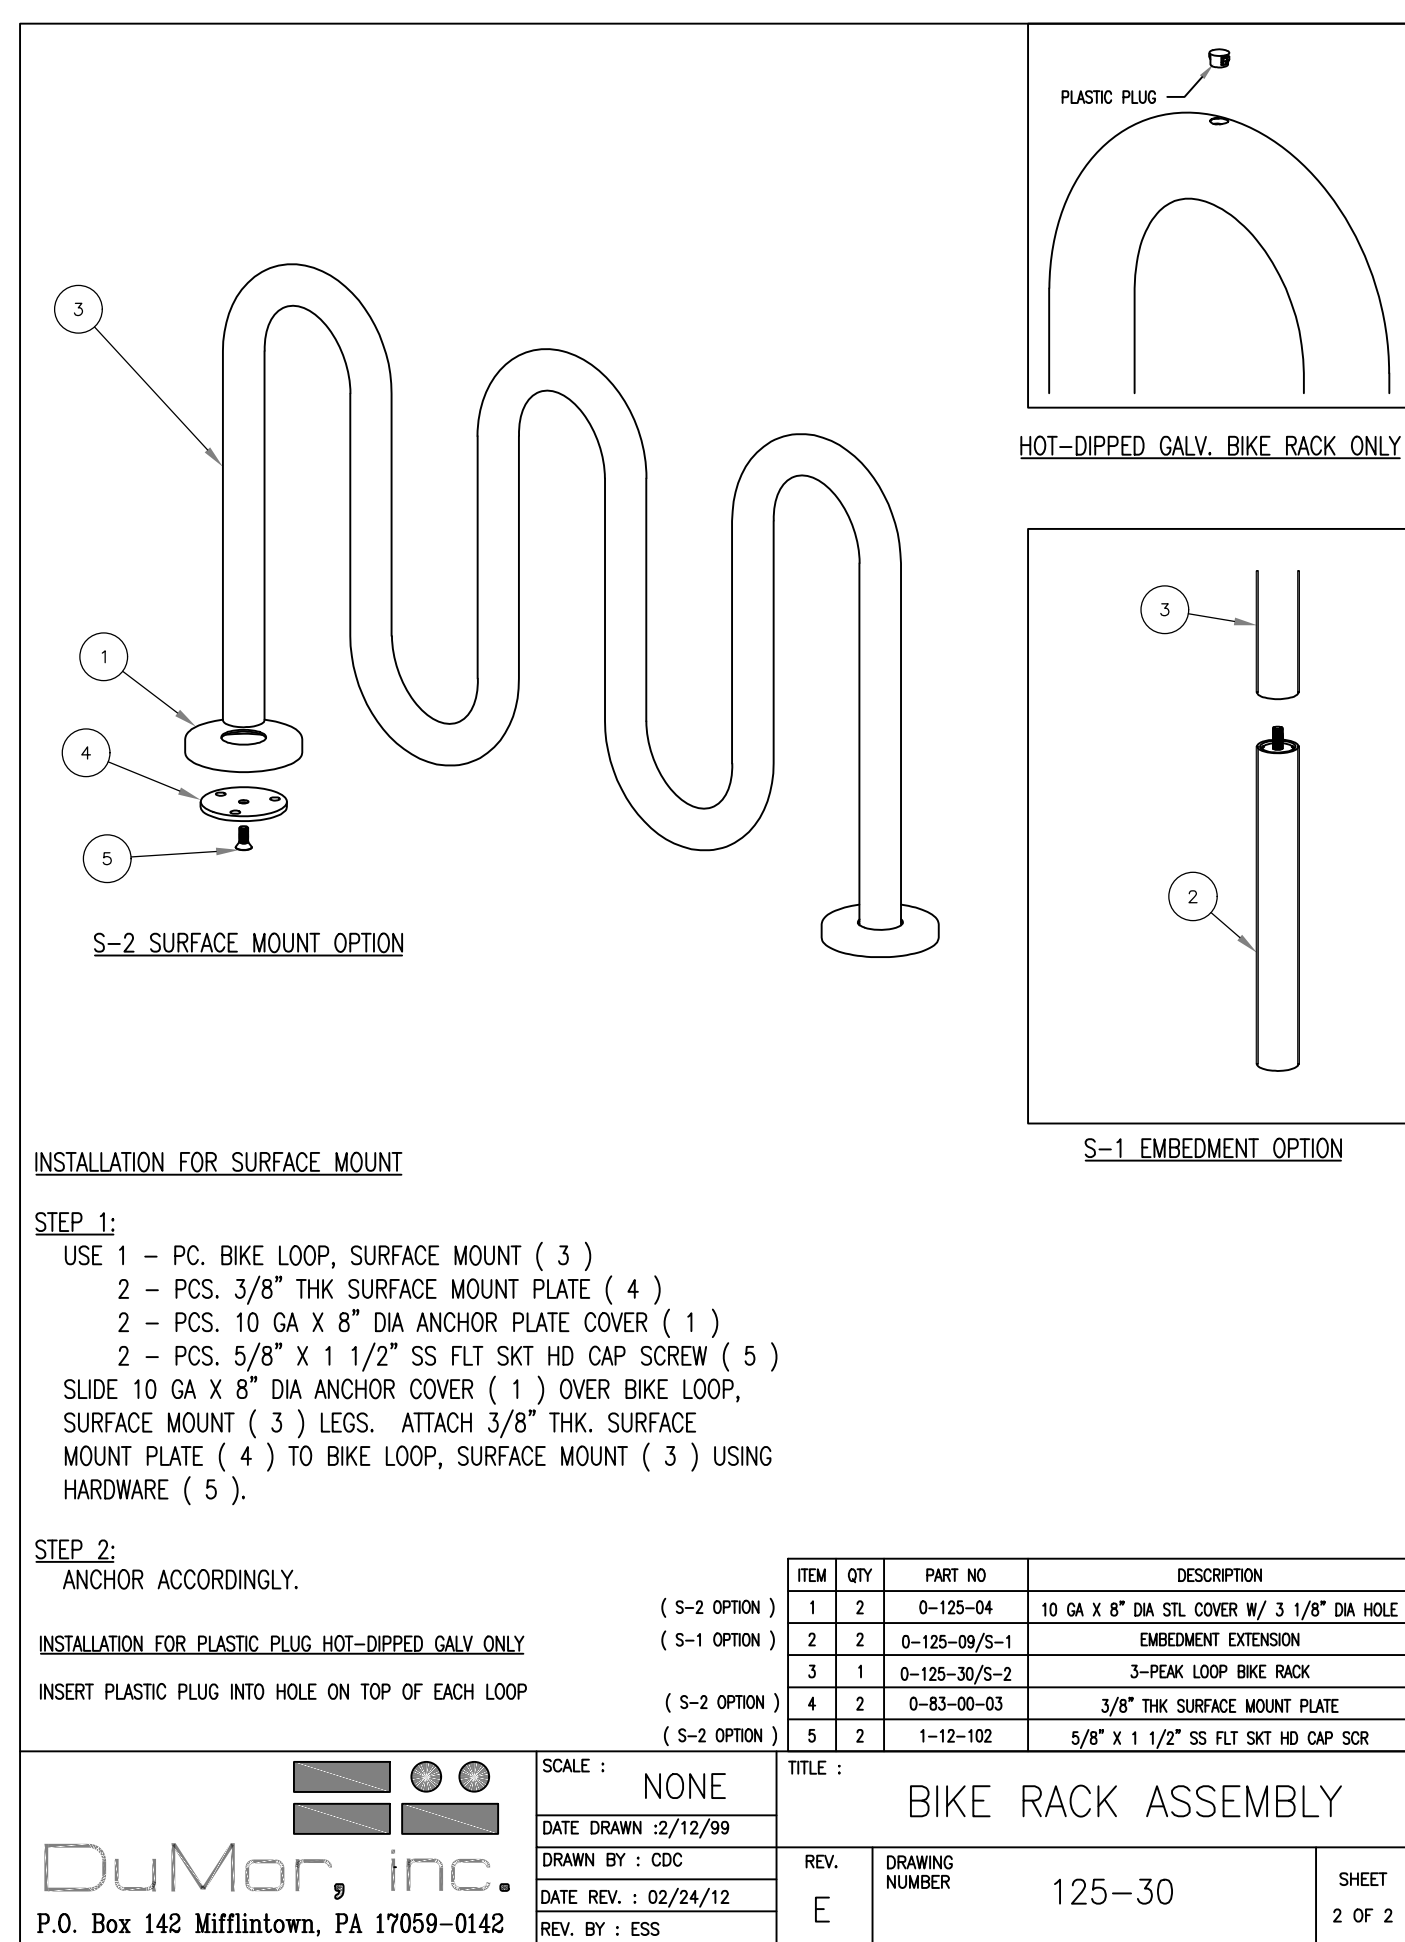 PLASTIC PLUG
HOT-DIPPED GALV. BIKE RACK ONLY
3
1
4
5
S-2 SURFACE MOUNT OPTION
3
2
S-1 EMBEDMENT OPTION
INSTALLATION FOR SURFACE MOUNT
STEP 1:
USE 1 - PC. BIKE LOOP, SURFACE MOUNT ( 3 )
2 - PCS. 3/8" THK SURFACE MOUNT PLATE ( 4 )
2 - PCS. 10 GA X 8" DIA ANCHOR PLATE COVER ( 1 )
2 - PCS. 5/8" X 1 1/2" SS FLT SKT HD CAP SCREW ( 5 )
SLIDE 10 GA X 8" DIA ANCHOR COVER ( 1 ) OVER BIKE LOOP,
SURFACE MOUNT ( 3 ) LEGS. ATTACH 3/8" THK. SURFACE
MOUNT PLATE ( 4 ) TO BIKE LOOP, SURFACE MOUNT ( 3 ) USING
HARDWARE ( 5 ).
STEP 2:
ANCHOR ACCORDINGLY.
INSTALLATION FOR PLASTIC PLUG HOT-DIPPED GALV ONLY
INSERT PLASTIC PLUG INTO HOLE ON TOP OF EACH LOOP
ITEM QTY PART NO DESCRIPTION
( S-2 OPTION ) 1 2 0-125-04 10 GA X 8" DIA STL COVER W/ 3 1/8" DIA HOLE
( S-1 OPTION ) 2 2 0-125-09/S-1 EMBEDMENT EXTENSION
3 1 0-125-30/S-2 3-PEAK LOOP BIKE RACK
( S-2 OPTION ) 4 2 0-83-00-03 3/8" THK SURFACE MOUNT PLATE
( S-2 OPTION ) 5 2 1-12-102 5/8" X 1 1/2" SS FLT SKT HD CAP SCR
DuMor, inc.
P.O. Box 142 Mifflintown, PA 17059-0142
SCALE : NONE
DATE DRAWN :2/12/99
DRAWN BY : CDC
DATE REV. : 02/24/12
REV. BY : ESS
TITLE :
BIKE RACK ASSEMBLY
REV.
E
DRAWING
NUMBER
125-30
SHEET
2 OF 2